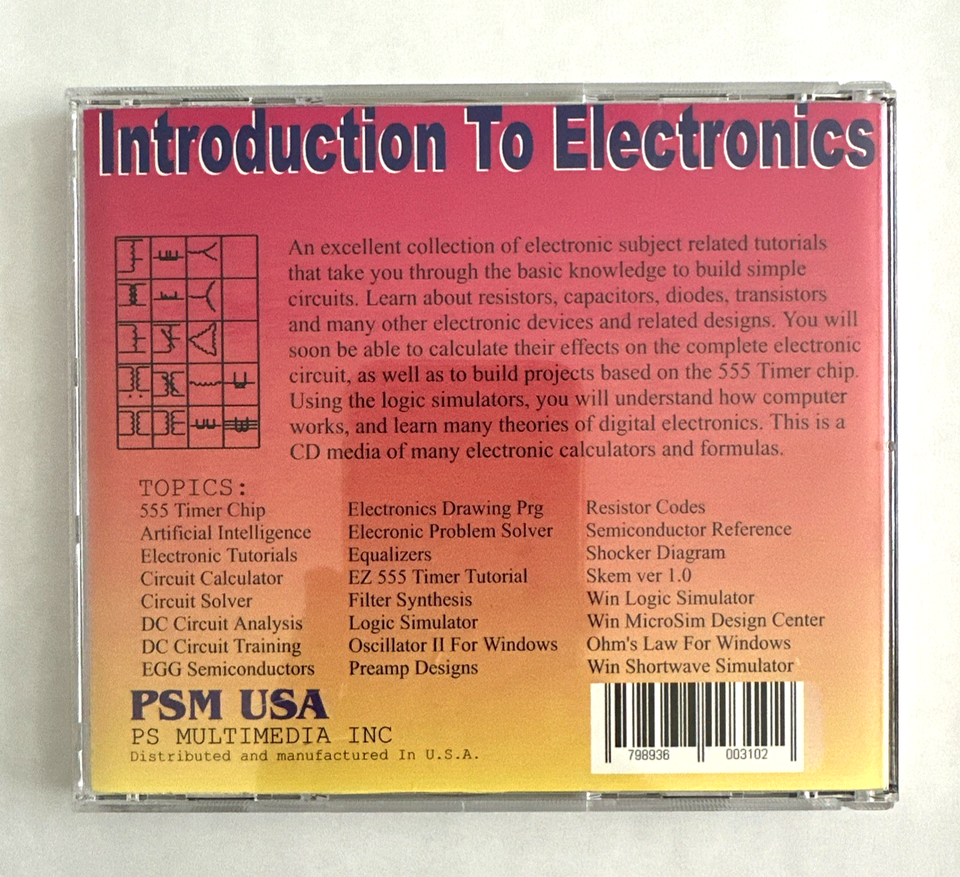 Introduction To Electronics
An excellent collection of electronic subject related tutorials
that take you through the basic knowledge to build simple
circuits. Learn about resistors, capacitors, diodes, transistors
and many other electronic devices and related designs. You will
soon be able to calculate their effects on the complete electronic
circuit, as well as to build projects based on the 555 Timer chip.
Using the logic simulators, you will understand how computer
works, and learn many theories of digital electronics. This is a
CD media of many electronic calculators and formulas.
TOPICS:
555 Timer Chip
Artificial Intelligence
Electronic Tutorials
Circuit Calculator
Circuit Solver
DC Circuit Analysis
DC Circuit Training
EGG Semiconductors
Electronics Drawing Prg
Elecronic Problem Solver
Equalizers
EZ 555 Timer Tutorial
Filter Synthesis
Logic Simulator
Oscillator II For Windows
Preamp Designs
Resistor Codes
Semiconductor Reference
Shocker Diagram
Skem ver 1.0
Win Logic Simulator
Win MicroSim Design Center
Ohm's Law For Windows
Win Shortwave Simulator
PSM USA
PS MULTIMEDIA INC
Distributed and manufactured In U.S.A.
798936 003102